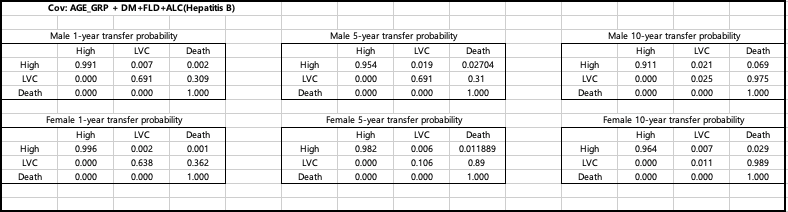 Cov: AGE_GRP + DM+FLD+ALC(Hepatitis B)
Male 1-year transfer probability Male 5-year transfer probability Male 10-year transfer probability
High LVC Death High LVC Death High LVC Death
High 0.991 0.007 0.002 High 0.954 0.019 0.02704 High 0.911 0.021 0.069
LVC 0.000 0.691 0.309 LVC 0.000 0.691 0.31 LVC 0.000 0.025 0.975
Death 0.000 0.000 1.000 Death 0.000 0.000 1.000 Death 0.000 0.000 1.000
Female 1-year transfer probability Female 5-year transfer probability Female 10-year transfer probability
High LVC Death High LVC Death High LVC Death
High 0.996 0.002 0.001 High 0.982 0.006 0.011889 High 0.964 0.007 0.029
LVC 0.000 0.638 0.362 LVC 0.000 0.106 0.89 LVC 0.000 0.011 0.989
Death 0.000 0.000 1.000 Death 0.000 0.000 1.000 Death 0.000 0.000 1.000